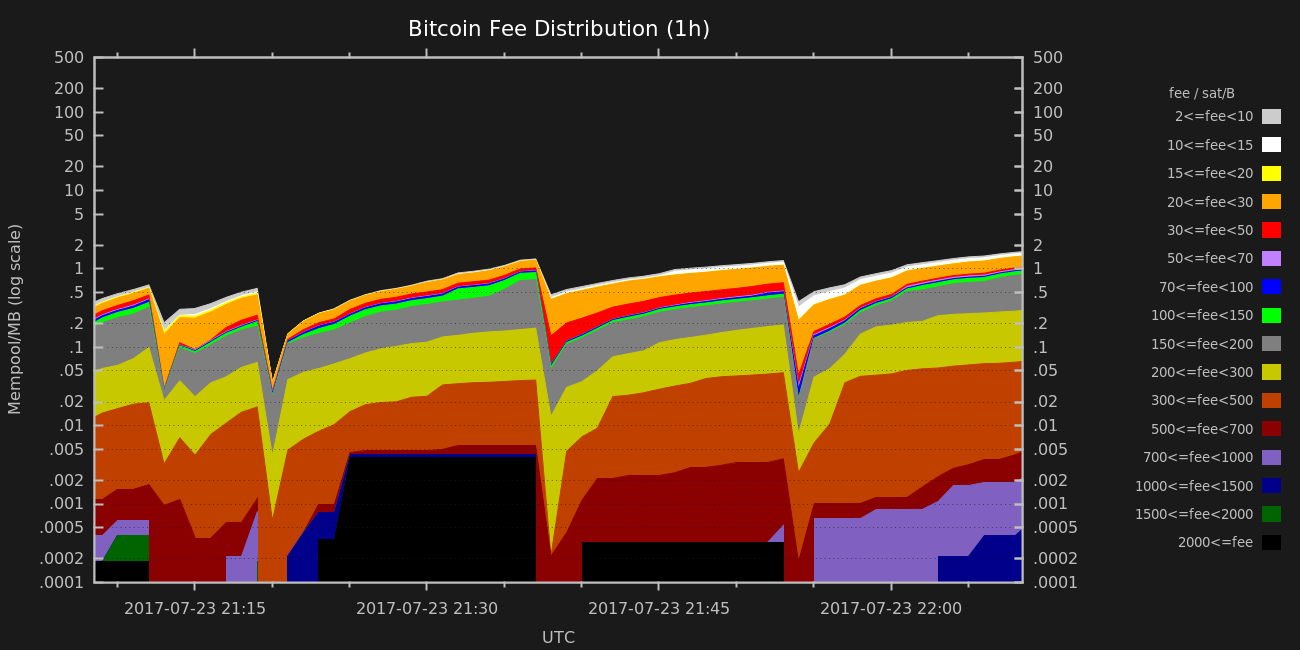 Bitcoin Fee Distribution (1h)
Mempool/MB (log scale)
500
200
100
50
20
10
5
2
1
.5
.2
.1
.05
.02
.01
.005
.002
.001
.0005
.0002
.0001
500
200
100
50
20
10
5
2
1
.5
.2
.1
.05
.02
.01
.005
.002
.001
.0005
.0002
.0001
2017-07-23 21:15
2017-07-23 21:30
2017-07-23 21:45
2017-07-23 22:00
UTC
fee / sat/B
2<=fee<10
10<=fee<15
15<=fee<20
20<=fee<30
30<=fee<50
50<=fee<70
70<=fee<100
100<=fee<150
150<=fee<200
200<=fee<300
300<=fee<500
500<=fee<700
700<=fee<1000
1000<=fee<1500
1500<=fee<2000
2000<=fee